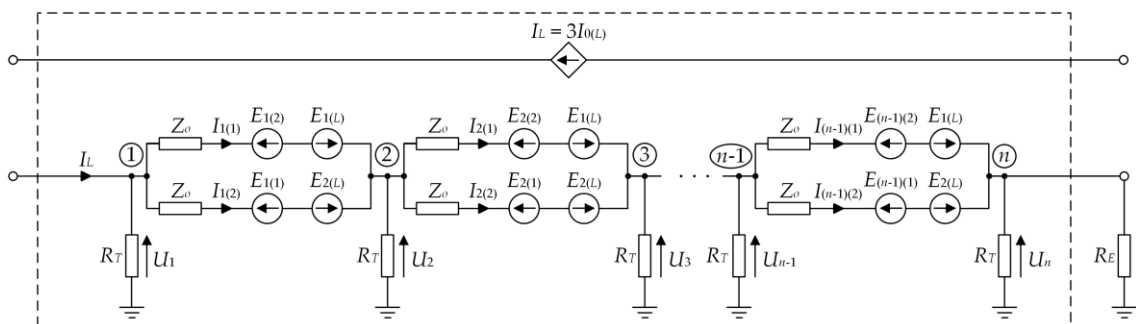 I_L = 3I_0(L)
Z_o I_1(1) E_1(2) E_1(L) Z_o I_2(1) E_2(2) E_1(L) Z_o I_(n-1)(1) E_(n-1)(2) E_1(L)
I_L 1 2 3 n-1 n
. . . .
Z_o I_1(2) E_1(1) E_2(L) Z_o I_2(2) E_2(1) E_2(L) Z_o I_(n-1)(2) E_(n-1)(1) E_2(L)
R_T U_1 R_T U_2 R_T U_3 R_T U_n-1 R_T U_n R_E